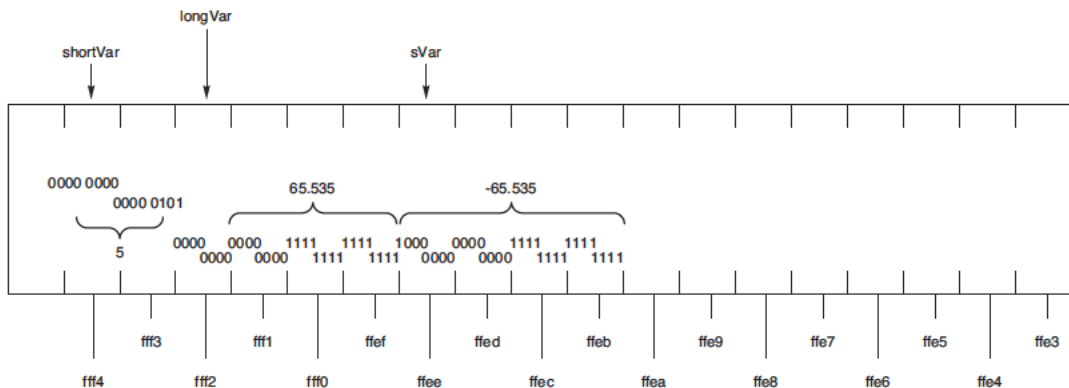 longVar
shortVar
sVar
0000 0000
65.535
-65.535
0000 0101
5
0000 0000 1111 1111 1000 0000 1111 1111
0000 0000 1111 1111 0000 0000 1111 1111
fff3 fff1 ffef ffed ffeb ffe9 ffe7 ffe5 ffe3
fff4 fff2 fff0 ffee ffec ffea ffe8 ffe6 ffe4